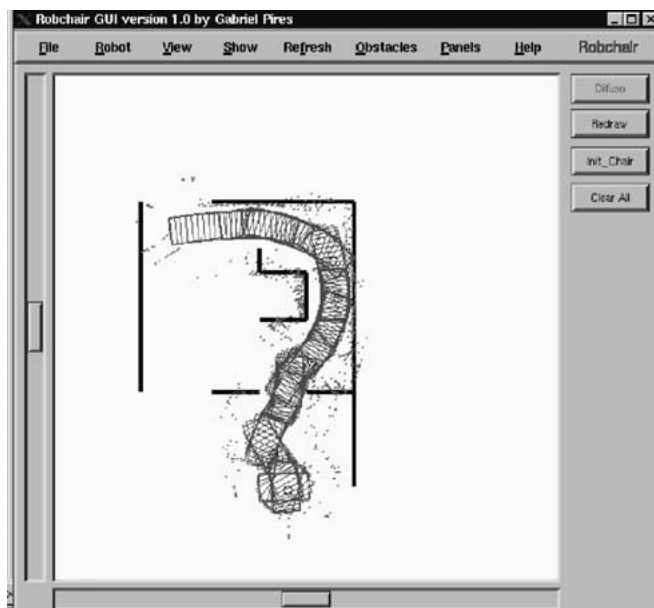 Robchair GUI version 1.0 by Gabriel Pires
File Robot View Show Refresh Obstacles Panels Help Robchair
Difuso
Redraw
Init_Chair
Clear All